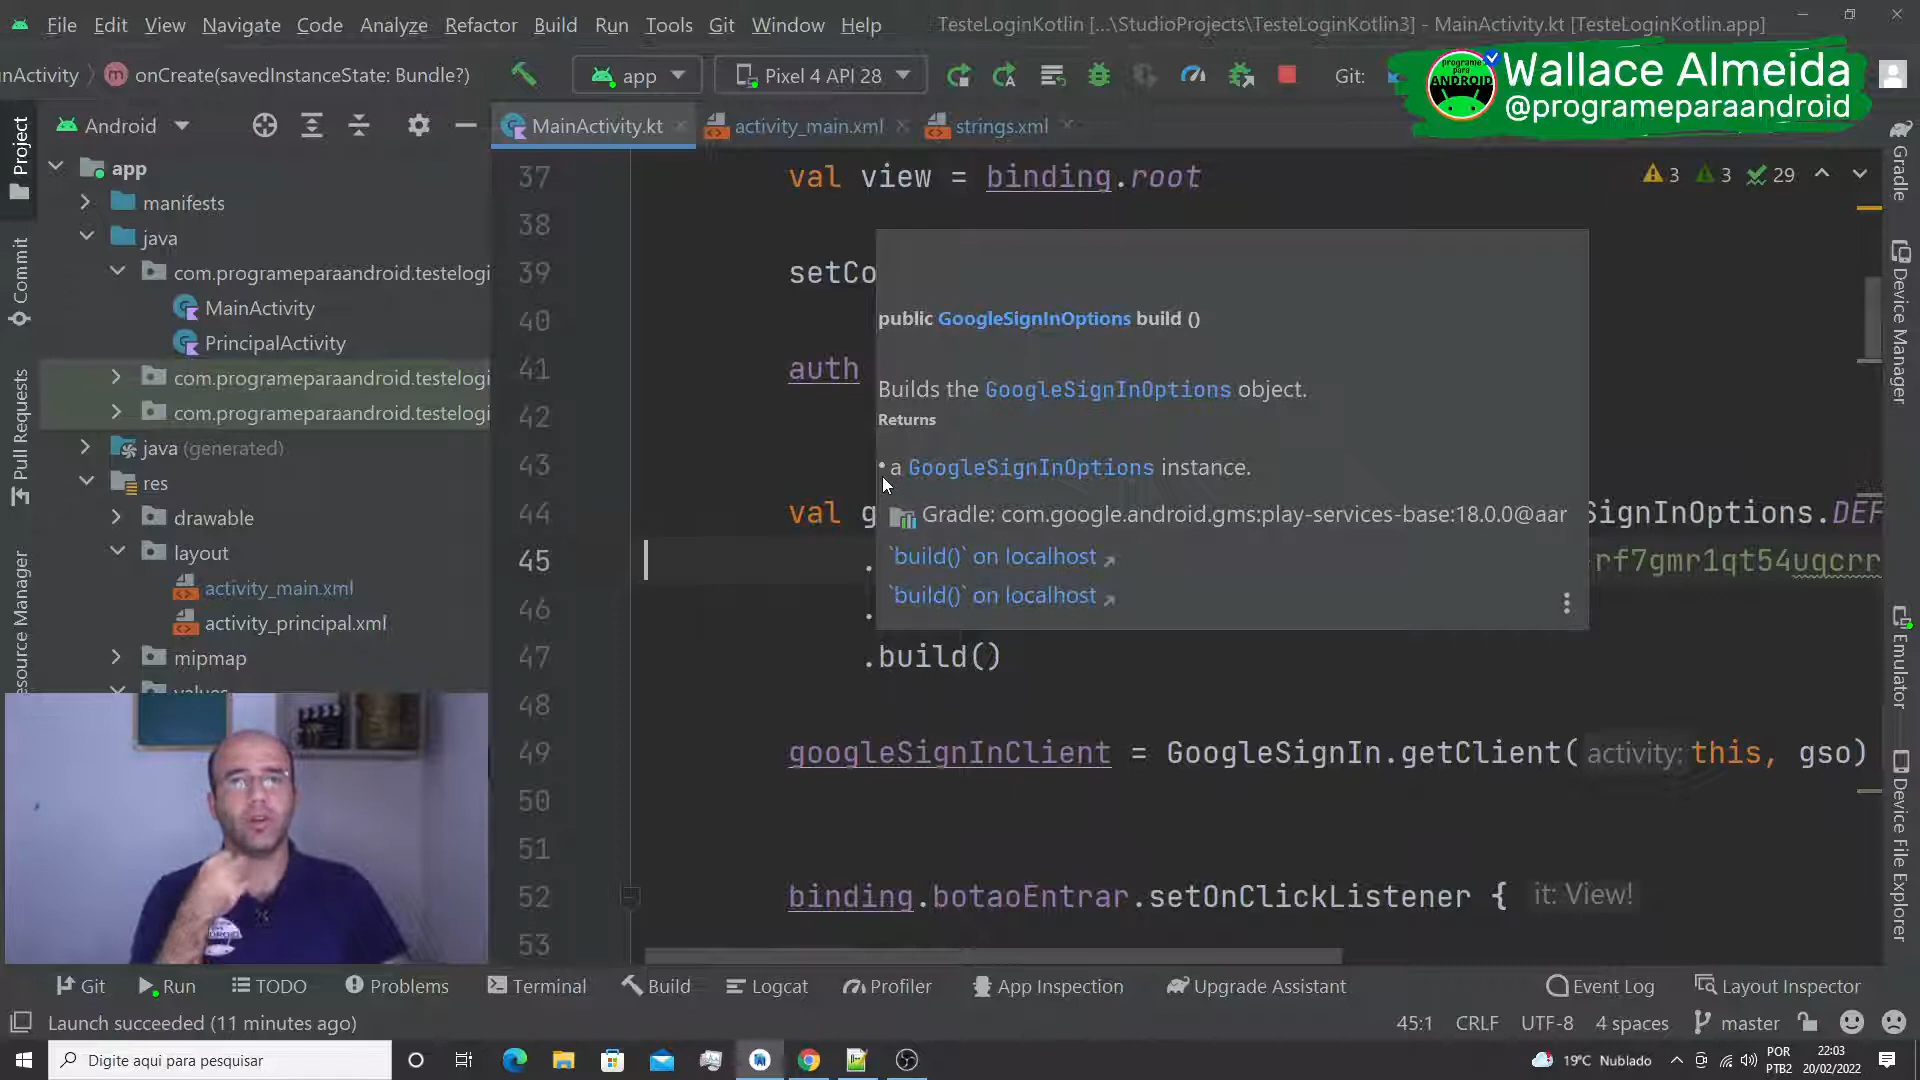 File Edit View Navigate Code Analyze Refactor Build Run Tools Git Window Help TesteLoginKotlin [...\StudioProjects\TesteLoginKotlin3] - MainActivity.kt [TesteLoginKotlin.app]
nActivity onCreate(savedInstanceState: Bundle?) app Pixel 4 API 28 Git:
programe para ANDROID
Wallace Almeida
@programeparaandroid
Android
MainActivity.kt activity_main.xml strings.xml
Project
Commit
Pull Requests
esource Manager
app
manifests
java
com.programeparaandroid.testelogi
MainActivity
PrincipalActivity
com.programeparaandroid.testelogi
com.programeparaandroid.testelogi
java (generated)
res
drawable
layout
activity_main.xml
activity_principal.xml
mipmap
values
3 3 29
37 val view = binding.root
38
39 setCo
40
41 auth
42
43
44 val g SignInOptions.DEF
45 . rf7gmr1qt54uqcrr
46 .
47 .build()
48
49 googleSignInClient = GoogleSignIn.getClient( activity: this, gso)
50
51
52 binding.botaoEntrar.setOnClickListener { it: View!
53
public GoogleSignInOptions build ()
Builds the GoogleSignInOptions object.
Returns
• a GoogleSignInOptions instance.
Gradle: com.google.android.gms:play-services-base:18.0.0@aar
`build()` on localhost
`build()` on localhost
Gradle
Device Manager
Emulator
Device File Explorer
Git Run TODO Problems Terminal Build Logcat Profiler App Inspection Upgrade Assistant Event Log Layout Inspector
Launch succeeded (11 minutes ago) 45:1 CRLF UTF-8 4 spaces master
Digite aqui para pesquisar
19°C Nublado
POR
PTB2
22:03
20/02/2022